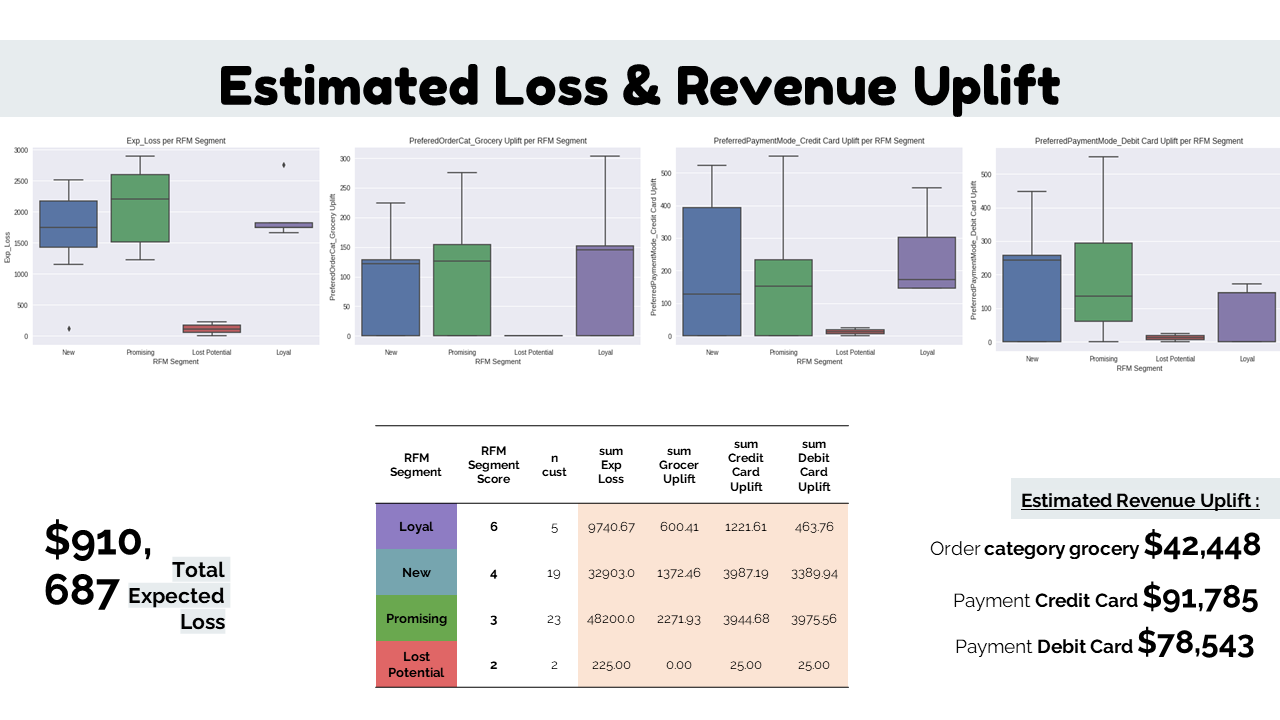 Estimated Loss & Revenue Uplift
Exp_Loss per RFM Segment
3000
2500
2000
1500
1000
500
0
Exp_Loss
New Promising Lost Potential Loyal
RFM Segment
PreferedOrderCat_Grocery Uplift per RFM Segment
300
250
200
150
100
50
0
PreferedOrderCat_Grocery Uplift
New Promising Lost Potential Loyal
RFM Segment
PreferredPaymentMode_Credit Card Uplift per RFM Segment
500
400
300
200
100
0
PreferredPaymentMode_Credit Card Uplift
New Promising Lost Potential Loyal
RFM Segment
PreferredPaymentMode_Debit Card Uplift per RFM Segment
500
400
300
200
100
0
PreferredPaymentMode_Debit Card Uplift
New Promising Lost Potential Loyal
RFM Segment
$910,
687
Total
Expected
Loss
RFM
Segment
RFM
Segment
Score
n
cust
sum
Exp
Loss
sum
Grocer
Uplift
sum
Credit
Card
Uplift
sum
Debit
Card
Uplift
Loyal 6 5 9740.67 600.41 1221.61 463.76
New 4 19 32903.0 1372.46 3987.19 3389.94
Promising 3 23 48200.0 2271.93 3944.68 3975.56
Lost
Potential 2 2 225.00 0.00 25.00 25.00
Estimated Revenue Uplift :
Order category grocery $42,448
Payment Credit Card $91,785
Payment Debit Card $78,543